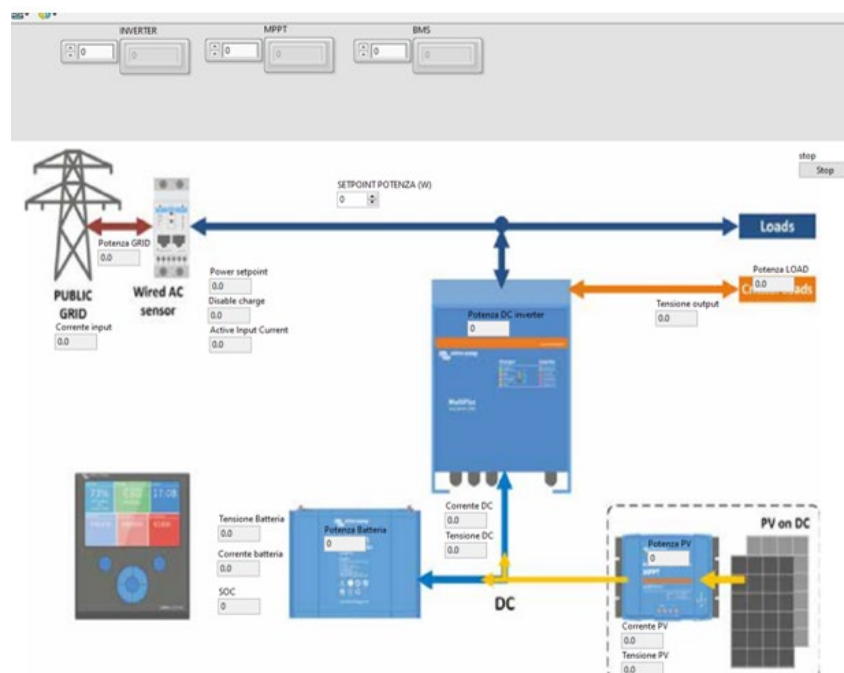 INVERTER
MPPT
BMS
0
0
0
0
0
0
stop
Stop
SETPOINT POTENZA (W)
0
Loads
Potenza GRID
0.0
PUBLIC
GRID
Wired AC
sensor
Corrente input
0.0
Power setpoint
0.0
Disable charge
0.0
Active Input Current
0.0
Potenza LOAD
0.0
Tensione output
0.0
Potenza DC inverter
0
MultiPlus
73%
17:08
Tensione Batteria
0.0
Corrente batteria
0.0
SOC
0
Potenza Batteria
0
Corrente DC
0.0
Tensione DC
0.0
DC
PV on DC
Potenza PV
0
MPPT
Corrente PV
0.0
Tensione PV
0.0